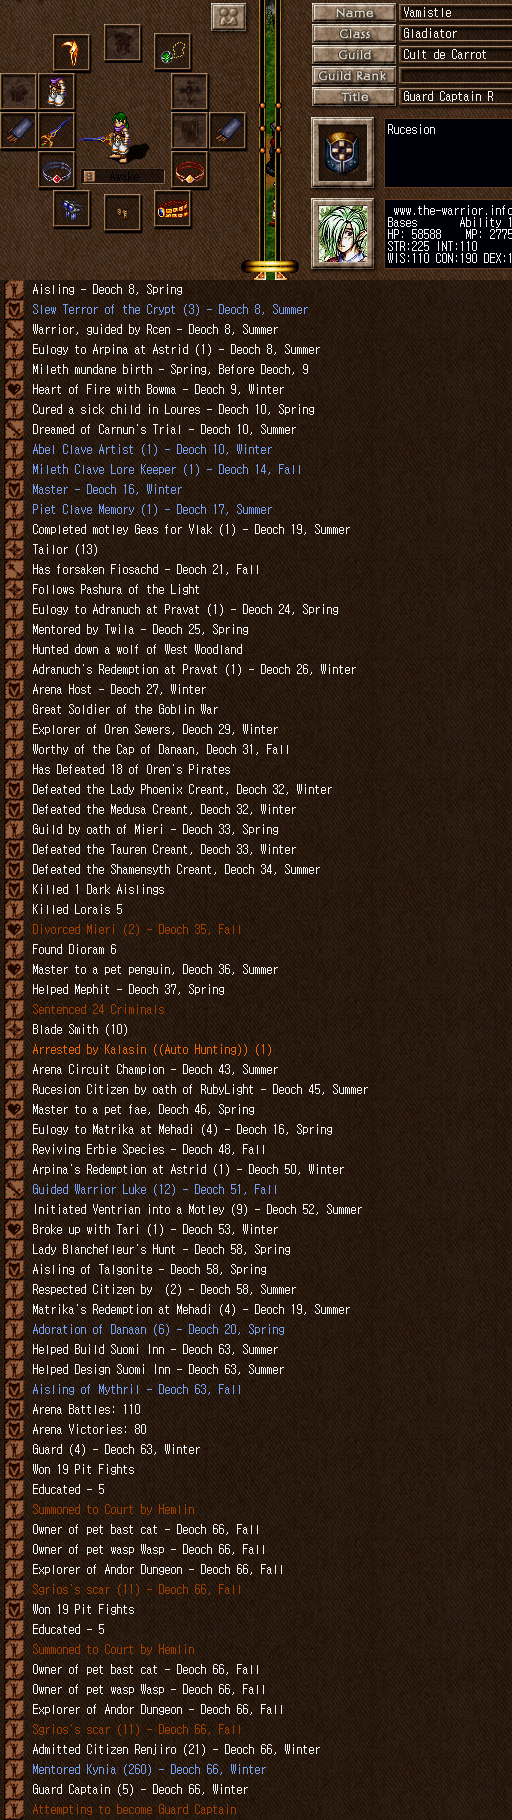 Name Vamistle
Class Gladiator
Guild Cult de Carrot
Guild Rank
Title Guard Captain R
Awake
Rucesion
www.the-warrior.info
Bases Ability 1
HP: 58588 MP: 2775
STR:225 INT:110
WIS:110 CON:190 DEX:1
Aisling - Deoch 8, Spring
Slew Terror of the Crypt (3) - Deoch 8, Summer
Warrior, guided by Rcen - Deoch 8, Summer
Eulogy to Arpina at Astrid (1) - Deoch 8, Summer
Mileth mundane birth - Spring, Before Deoch, 9
Heart of Fire with Bowma - Deoch 9, Winter
Cured a sick child in Loures - Deoch 10, Spring
Dreamed of Carnun's Trial - Deoch 10, Summer
Abel Clave Artist (1) - Deoch 10, Winter
Mileth Clave Lore Keeper (1) - Deoch 14, Fall
Master - Deoch 16, Winter
Piet Clave Memory (1) - Deoch 17, Summer
Completed motley Geas for Vlak (1) - Deoch 19, Summer
Tailor (13)
Has forsaken Fiosachd - Deoch 21, Fall
Follows Pashura of the Light
Eulogy to Adranuch at Pravat (1) - Deoch 24, Spring
Mentored by Twila - Deoch 25, Spring
Hunted down a wolf of West Woodland
Adranuch's Redemption at Pravat (1) - Deoch 26, Winter
Arena Host - Deoch 27, Winter
Great Soldier of the Goblin War
Explorer of Oren Sewers, Deoch 29, Winter
Worthy of the Cap of Danaan, Deoch 31, Fall
Has Defeated 18 of Oren's Pirates
Defeated the Lady Phoenix Creant, Deoch 32, Winter
Defeated the Medusa Creant, Deoch 32, Winter
Guild by oath of Mieri - Deoch 33, Spring
Defeated the Tauren Creant, Deoch 33, Winter
Defeated the Shamensyth Creant, Deoch 34, Summer
Killed 1 Dark Aislings
Killed Lorais 5
Divorced Mieri (2) - Deoch 35, Fall
Found Dioram 6
Master to a pet penguin, Deoch 36, Summer
Helped Mephit - Deoch 37, Spring
Sentenced 24 Criminals
Blade Smith (10)
Arrested by Kalasin ((Auto Hunting)) (1)
Arena Circuit Champion - Deoch 43, Summer
Rucesion Citizen by oath of RubyLight - Deoch 45, Summer
Master to a pet fae, Deoch 46, Spring
Eulogy to Matrika at Mehadi (4) - Deoch 16, Spring
Reviving Erbie Species - Deoch 48, Fall
Arpina's Redemption at Astrid (1) - Deoch 50, Winter
Guided Warrior Luke (12) - Deoch 51, Fall
Initiated Ventrian into a Motley (9) - Deoch 52, Summer
Broke up with Tari (1) - Deoch 53, Winter
Lady Blanchefleur's Hunt - Deoch 58, Spring
Aisling of Talgonite - Deoch 58, Spring
Respected Citizen by  (2) - Deoch 58, Summer
Matrika's Redemption at Mehadi (4) - Deoch 19, Summer
Adoration of Danaan (6) - Deoch 20, Spring
Helped Build Suomi Inn - Deoch 63, Summer
Helped Design Suomi Inn - Deoch 63, Summer
Aisling of Mythril - Deoch 63, Fall
Arena Battles: 110
Arena Victories: 80
Guard (4) - Deoch 63, Winter
Won 19 Pit Fights
Educated - 5
Summoned to Court by Hemlin
Owner of pet bast cat - Deoch 66, Fall
Owner of pet wasp Wasp - Deoch 66, Fall
Explorer of Andor Dungeon - Deoch 66, Fall
Sgrios's scar (11) - Deoch 66, Fall
Won 19 Pit Fights
Educated - 5
Summoned to Court by Hemlin
Owner of pet bast cat - Deoch 66, Fall
Owner of pet wasp Wasp - Deoch 66, Fall
Explorer of Andor Dungeon - Deoch 66, Fall
Sgrios's scar (11) - Deoch 66, Fall
Admitted Citizen Renjiro (21) - Deoch 66, Winter
Mentored Kynia (260) - Deoch 66, Winter
Guard Captain (5) - Deoch 66, Winter
Attempting to become Guard Captain